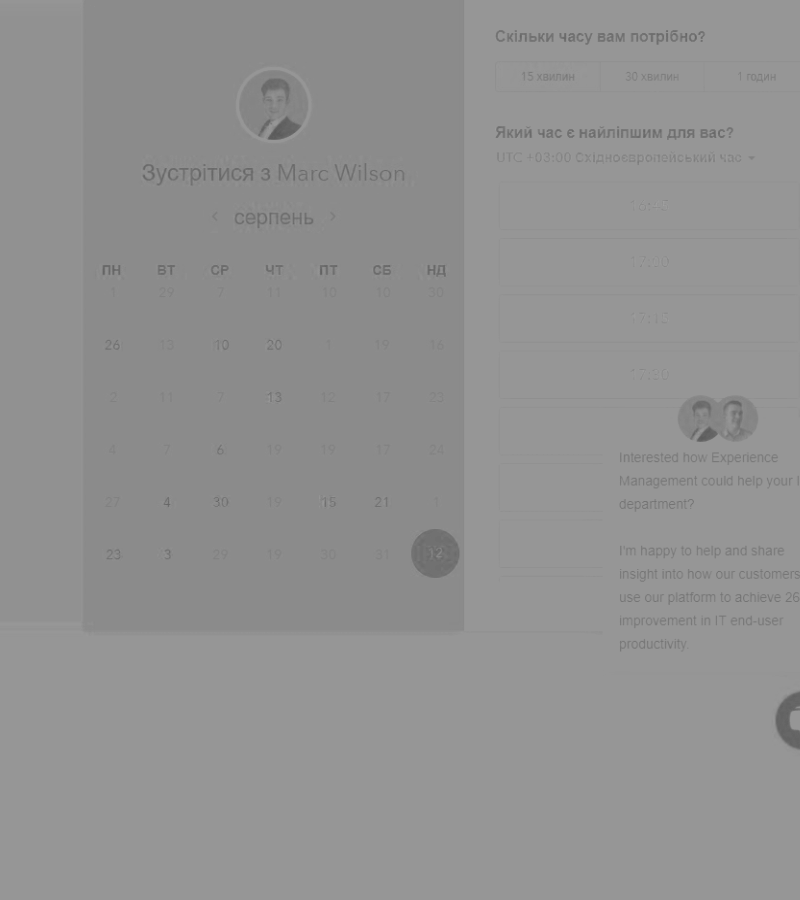 Зустрітися з Marc Wilson
серпень
ПН ВТ СР ЧТ ПТ СБ НД
1 29 7 11 10 10 30
26 13 10 20 1 19 16
2 11 7 13 12 17 23
4 7 6 19 19 17 24
27 4 30 19 15 21 1
23 3 29 19 30 31 12
Скільки часу вам потрібно?
15 хвилин 30 хвилин 1 годин
Який час є найліпшим для вас?
UTC +03:00 Східноєвропейський час
16:45
17:00
17:15
17:30
Interested how Experience
Management could help your
department?
I'm happy to help and share
insight into how our customers
use our platform to achieve 26
improvement in IT end-user
productivity.